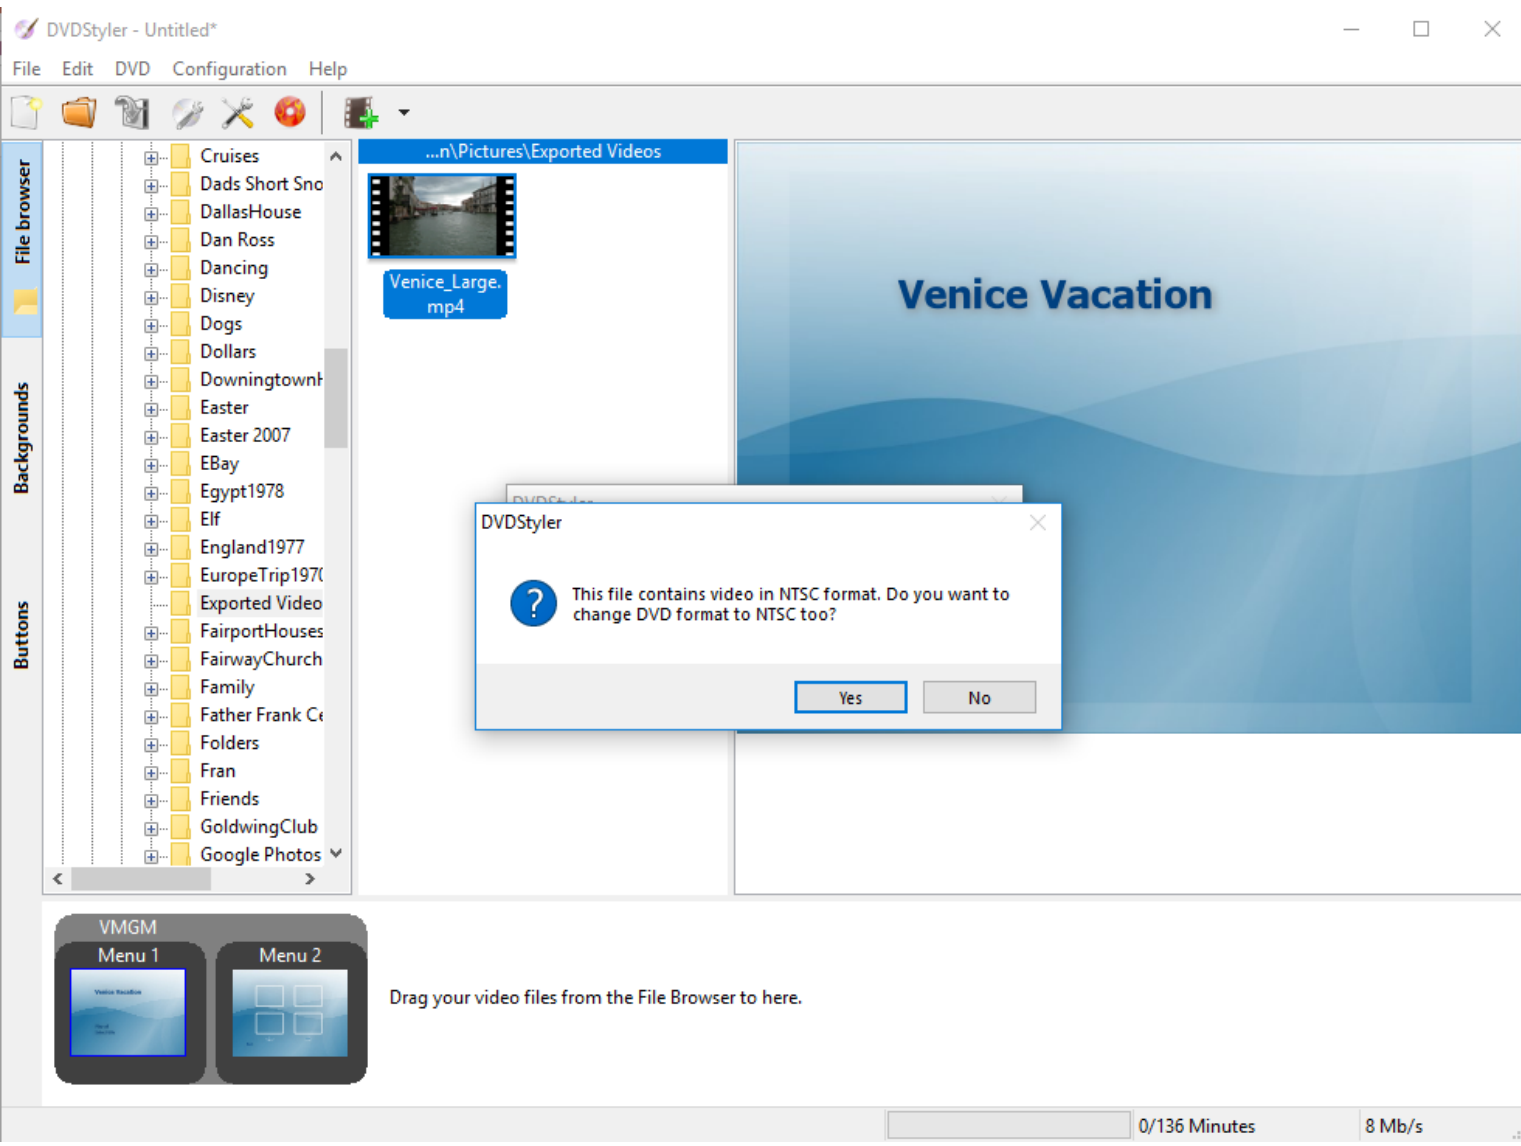 DVDStyler - Untitled*
File Edit DVD Configuration Help
File browser
Backgrounds
Buttons
Cruises
Dads Short Sno
DallasHouse
Dan Ross
Dancing
Disney
Dogs
Dollars
Downingtown
Easter
Easter 2007
EBay
Egypt1978
Elf
England1977
EuropeTrip197
Exported Video
FairportHouses
FairwayChurch
Family
Father Frank Ce
Folders
Fran
Friends
GoldwingClub
Google Photos
...n\Pictures\Exported Videos
Venice_Large.
mp4
Venice Vacation
DVDStyler
DVDStyler
This file contains video in NTSC format. Do you want to
change DVD format to NTSC too?
Yes No
VMGM
Menu 1 Menu 2
Venice Vacation
Drag your video files from the File Browser to here.
0/136 Minutes 8 Mb/s